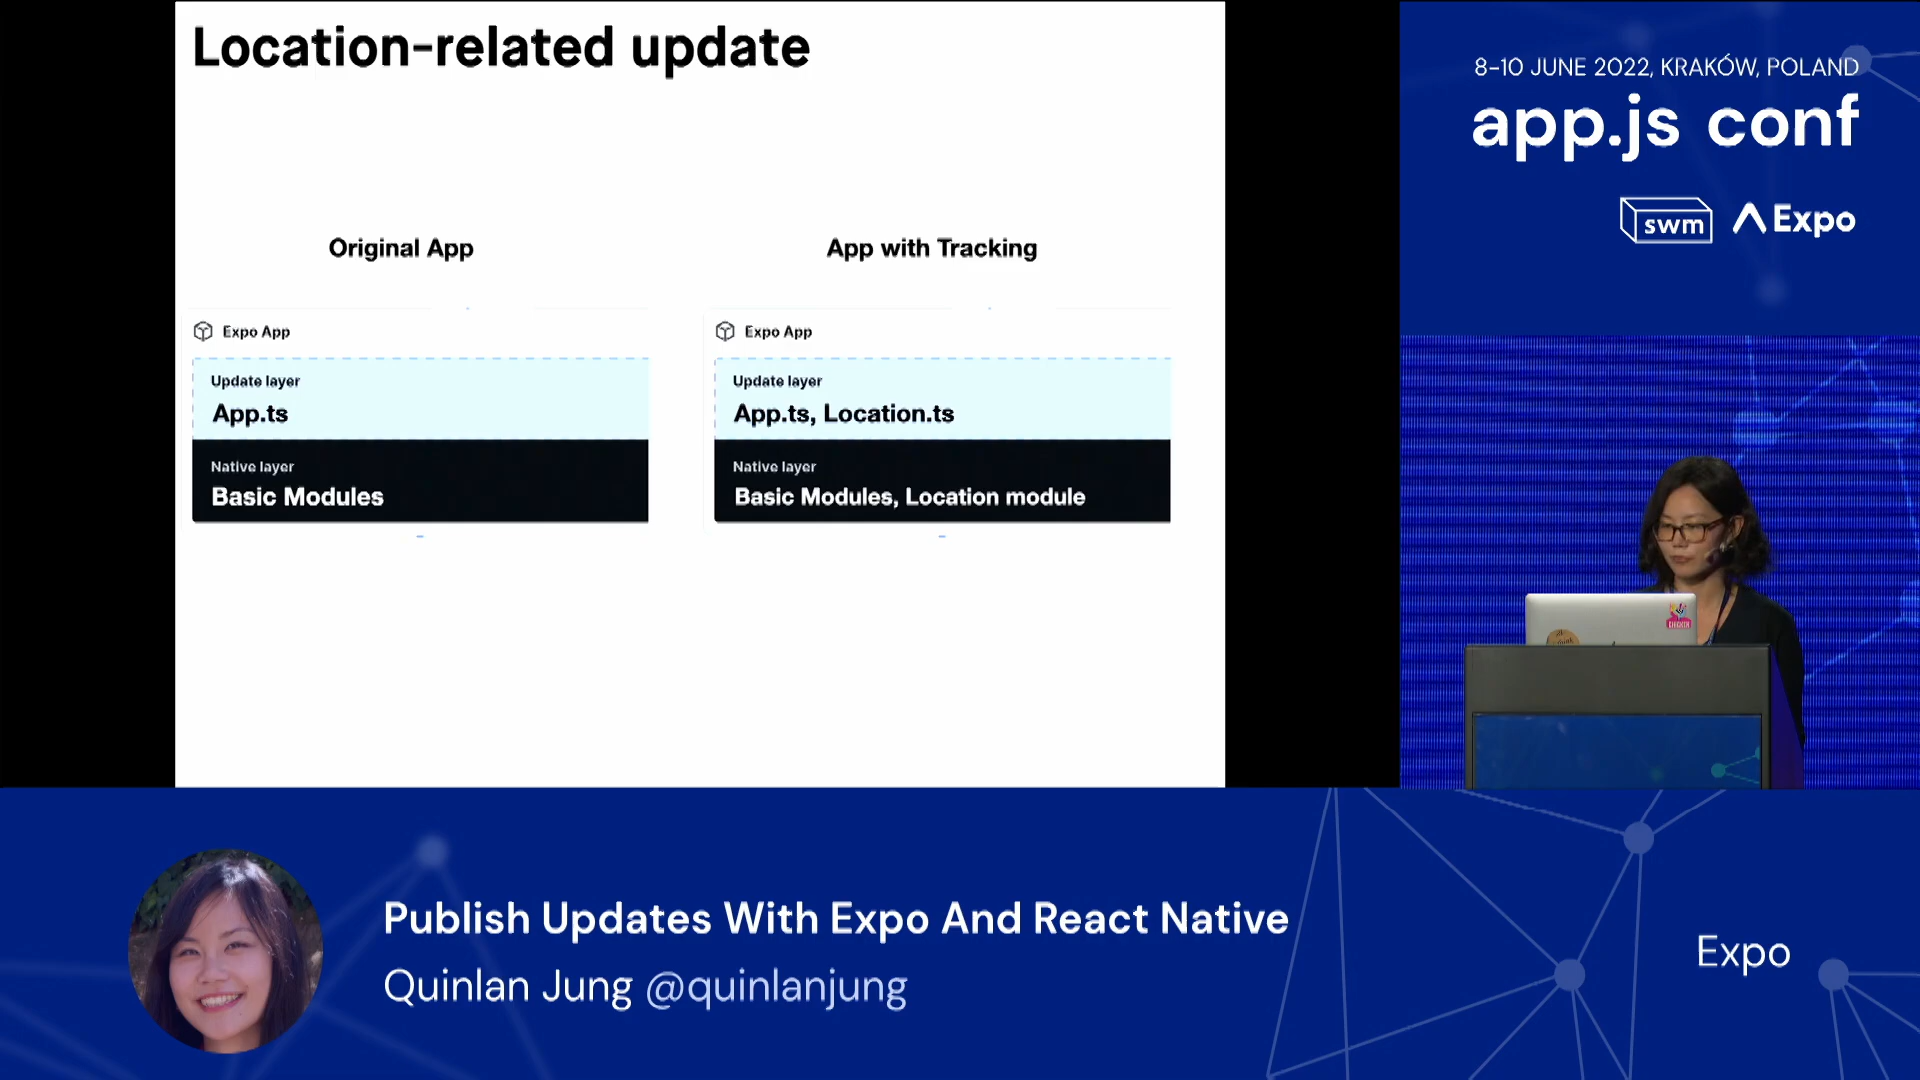 Location-related update
Original App
App with Tracking
Expo App
Update layer
App.ts
Native layer
Basic Modules
Expo App
Update layer
App.ts, Location.ts
Native layer
Basic Modules, Location module
8-10 JUNE 2022, KRAKÓW, POLAND
app.js conf
swm
Expo
Publish Updates With Expo And React Native
Quinlan Jung @quinlanjung
Expo